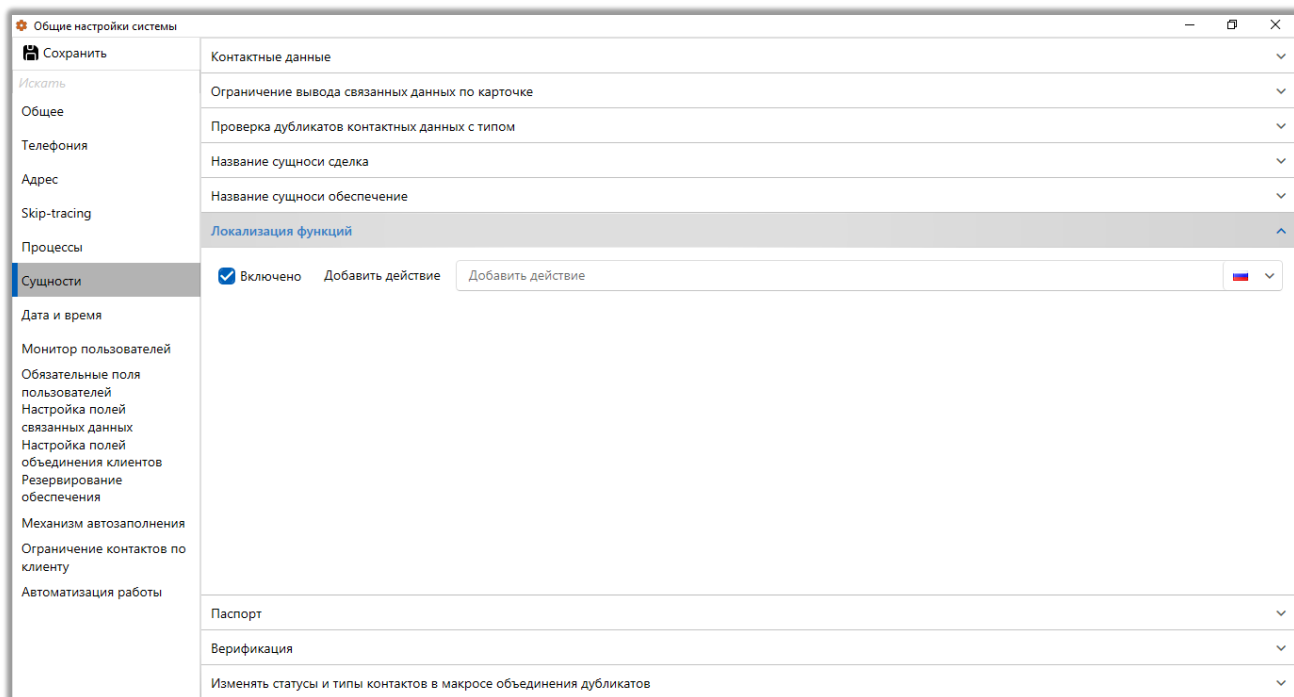 Общие настройки системы
Сохранить
Искать
Общее
Телефония
Адрес
Skip-tracing
Процессы
Сущности
Дата и время
Монитор пользователей
Обязательные поля
пользователей
Настройка полей
связанных данных
Настройка полей
объединения клиентов
Резервирование
обеспечения
Механизм автозаполнения
Ограничение контактов по
клиенту
Автоматизация работы
Контактные данные
Ограничение вывода связанных данных по карточке
Проверка дубликатов контактных данных с типом
Название сущноси сделка
Название сущноси обеспечение
Локализация функций
Включено Добавить действие Добавить действие
Паспорт
Верификация
Изменять статусы и типы контактов в макросе объединения дубликатов